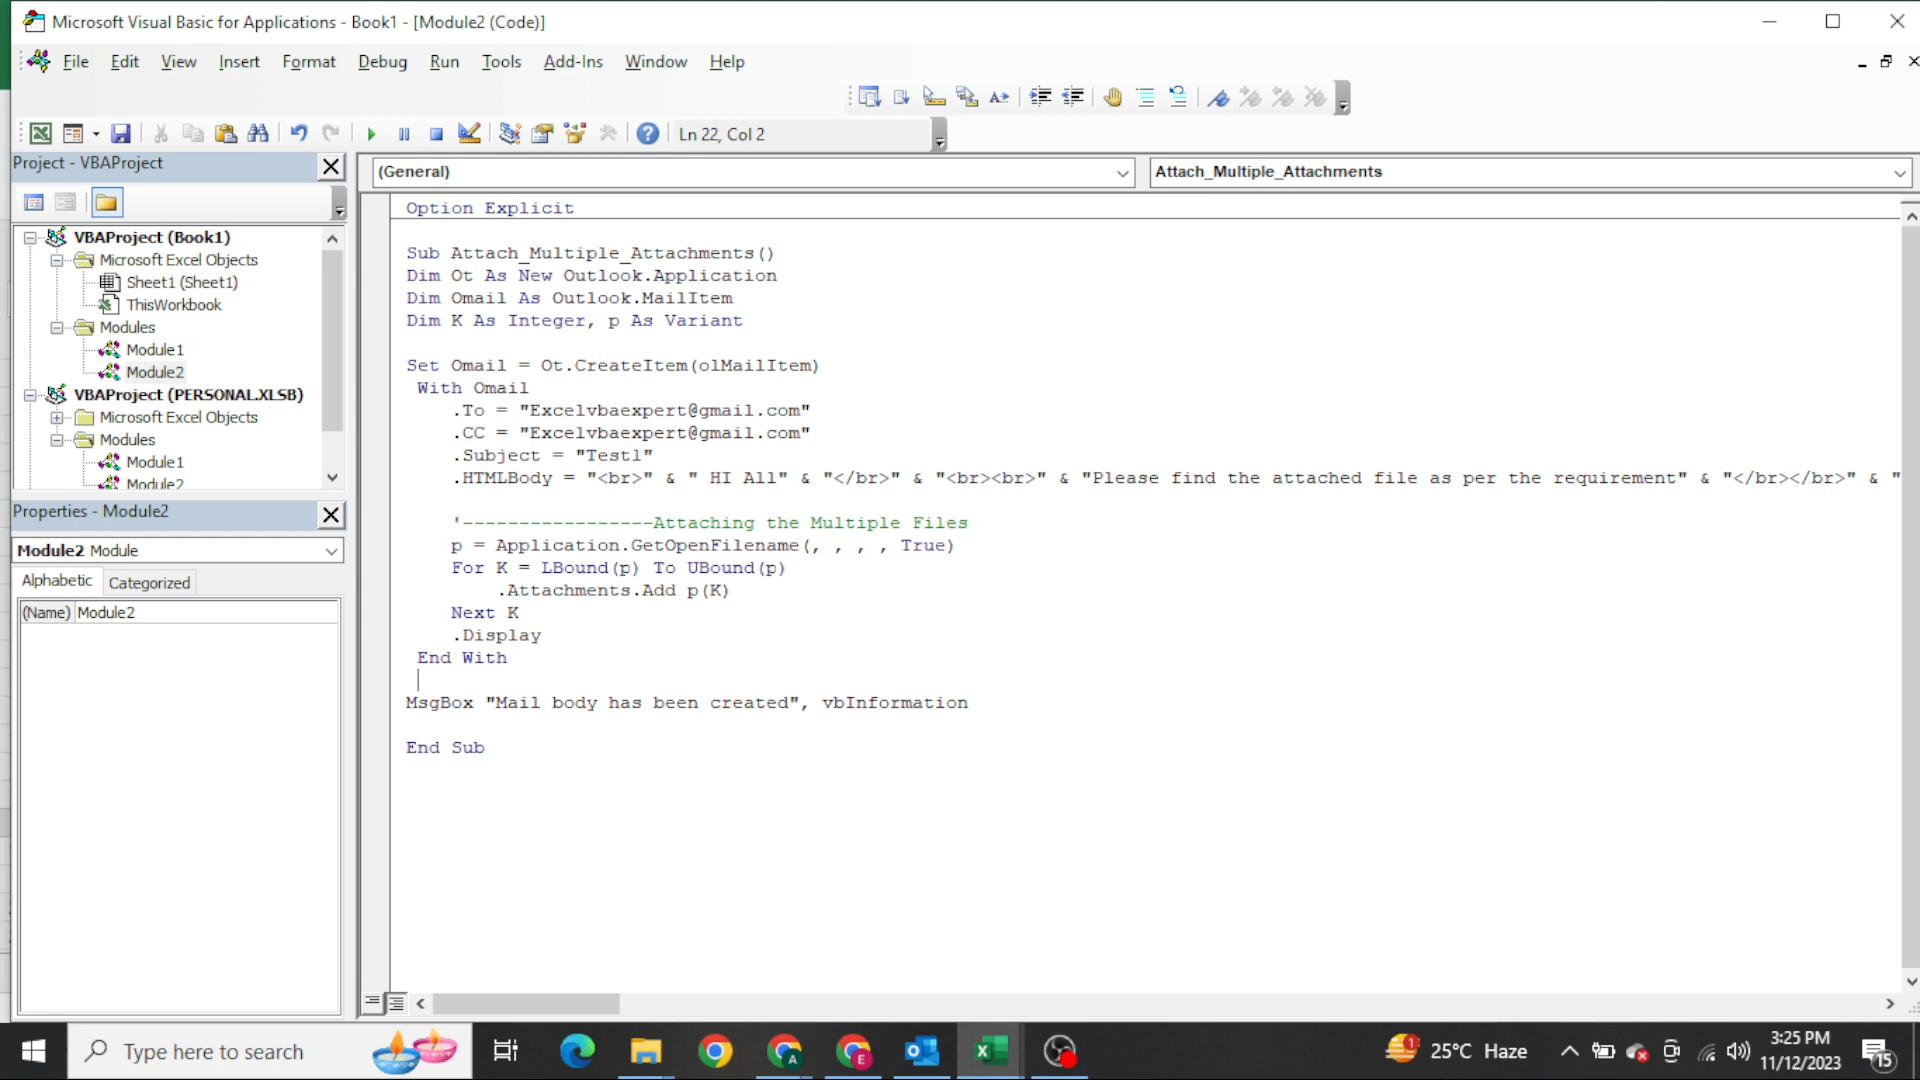 Microsoft Visual Basic for Applications - Book1 - [Module2 (Code)]
File Edit View Insert Format Debug Run Tools Add-Ins Window Help
Ln 22, Col 2
Project - VBAProject
(General) Attach_Multiple_Attachments
VBAProject (Book1)
Microsoft Excel Objects
Sheet1 (Sheet1)
ThisWorkbook
Modules
Module1
Module2
VBAProject (PERSONAL.XLSB)
Microsoft Excel Objects
Modules
Module1
Module2
Properties - Module2
Module2 Module
Alphabetic Categorized
(Name) Module2
Option Explicit
Sub Attach_Multiple_Attachments()
Dim Ot As New Outlook.Application
Dim Omail As Outlook.MailItem
Dim K As Integer, p As Variant
Set Omail = Ot.CreateItem(olMailItem)
With Omail
.To = "Excelvbaexpert@gmail.com"
.CC = "Excelvbaexpert@gmail.com"
.Subject = "Test1"
.HTMLBody = "<br>" & " HI All" & "</br>" & "<br><br>" & "Please find the attached file as per the requirement" & "</br></br>" & "
'-----------------Attaching the Multiple Files
p = Application.GetOpenFilename(, , , , True)
For K = LBound(p) To UBound(p)
.Attachments.Add p(K)
Next K
.Display
End With
MsgBox "Mail body has been created", vbInformation
End Sub
Type here to search
25°C Haze
3:25 PM
11/12/2023
15